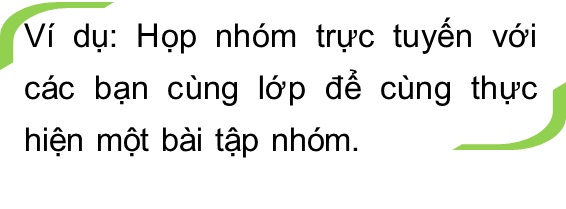 Ví dụ: Họp nhóm trực tuyến với
các bạn cùng lớp để cùng thực
hiện một bài tập nhóm.